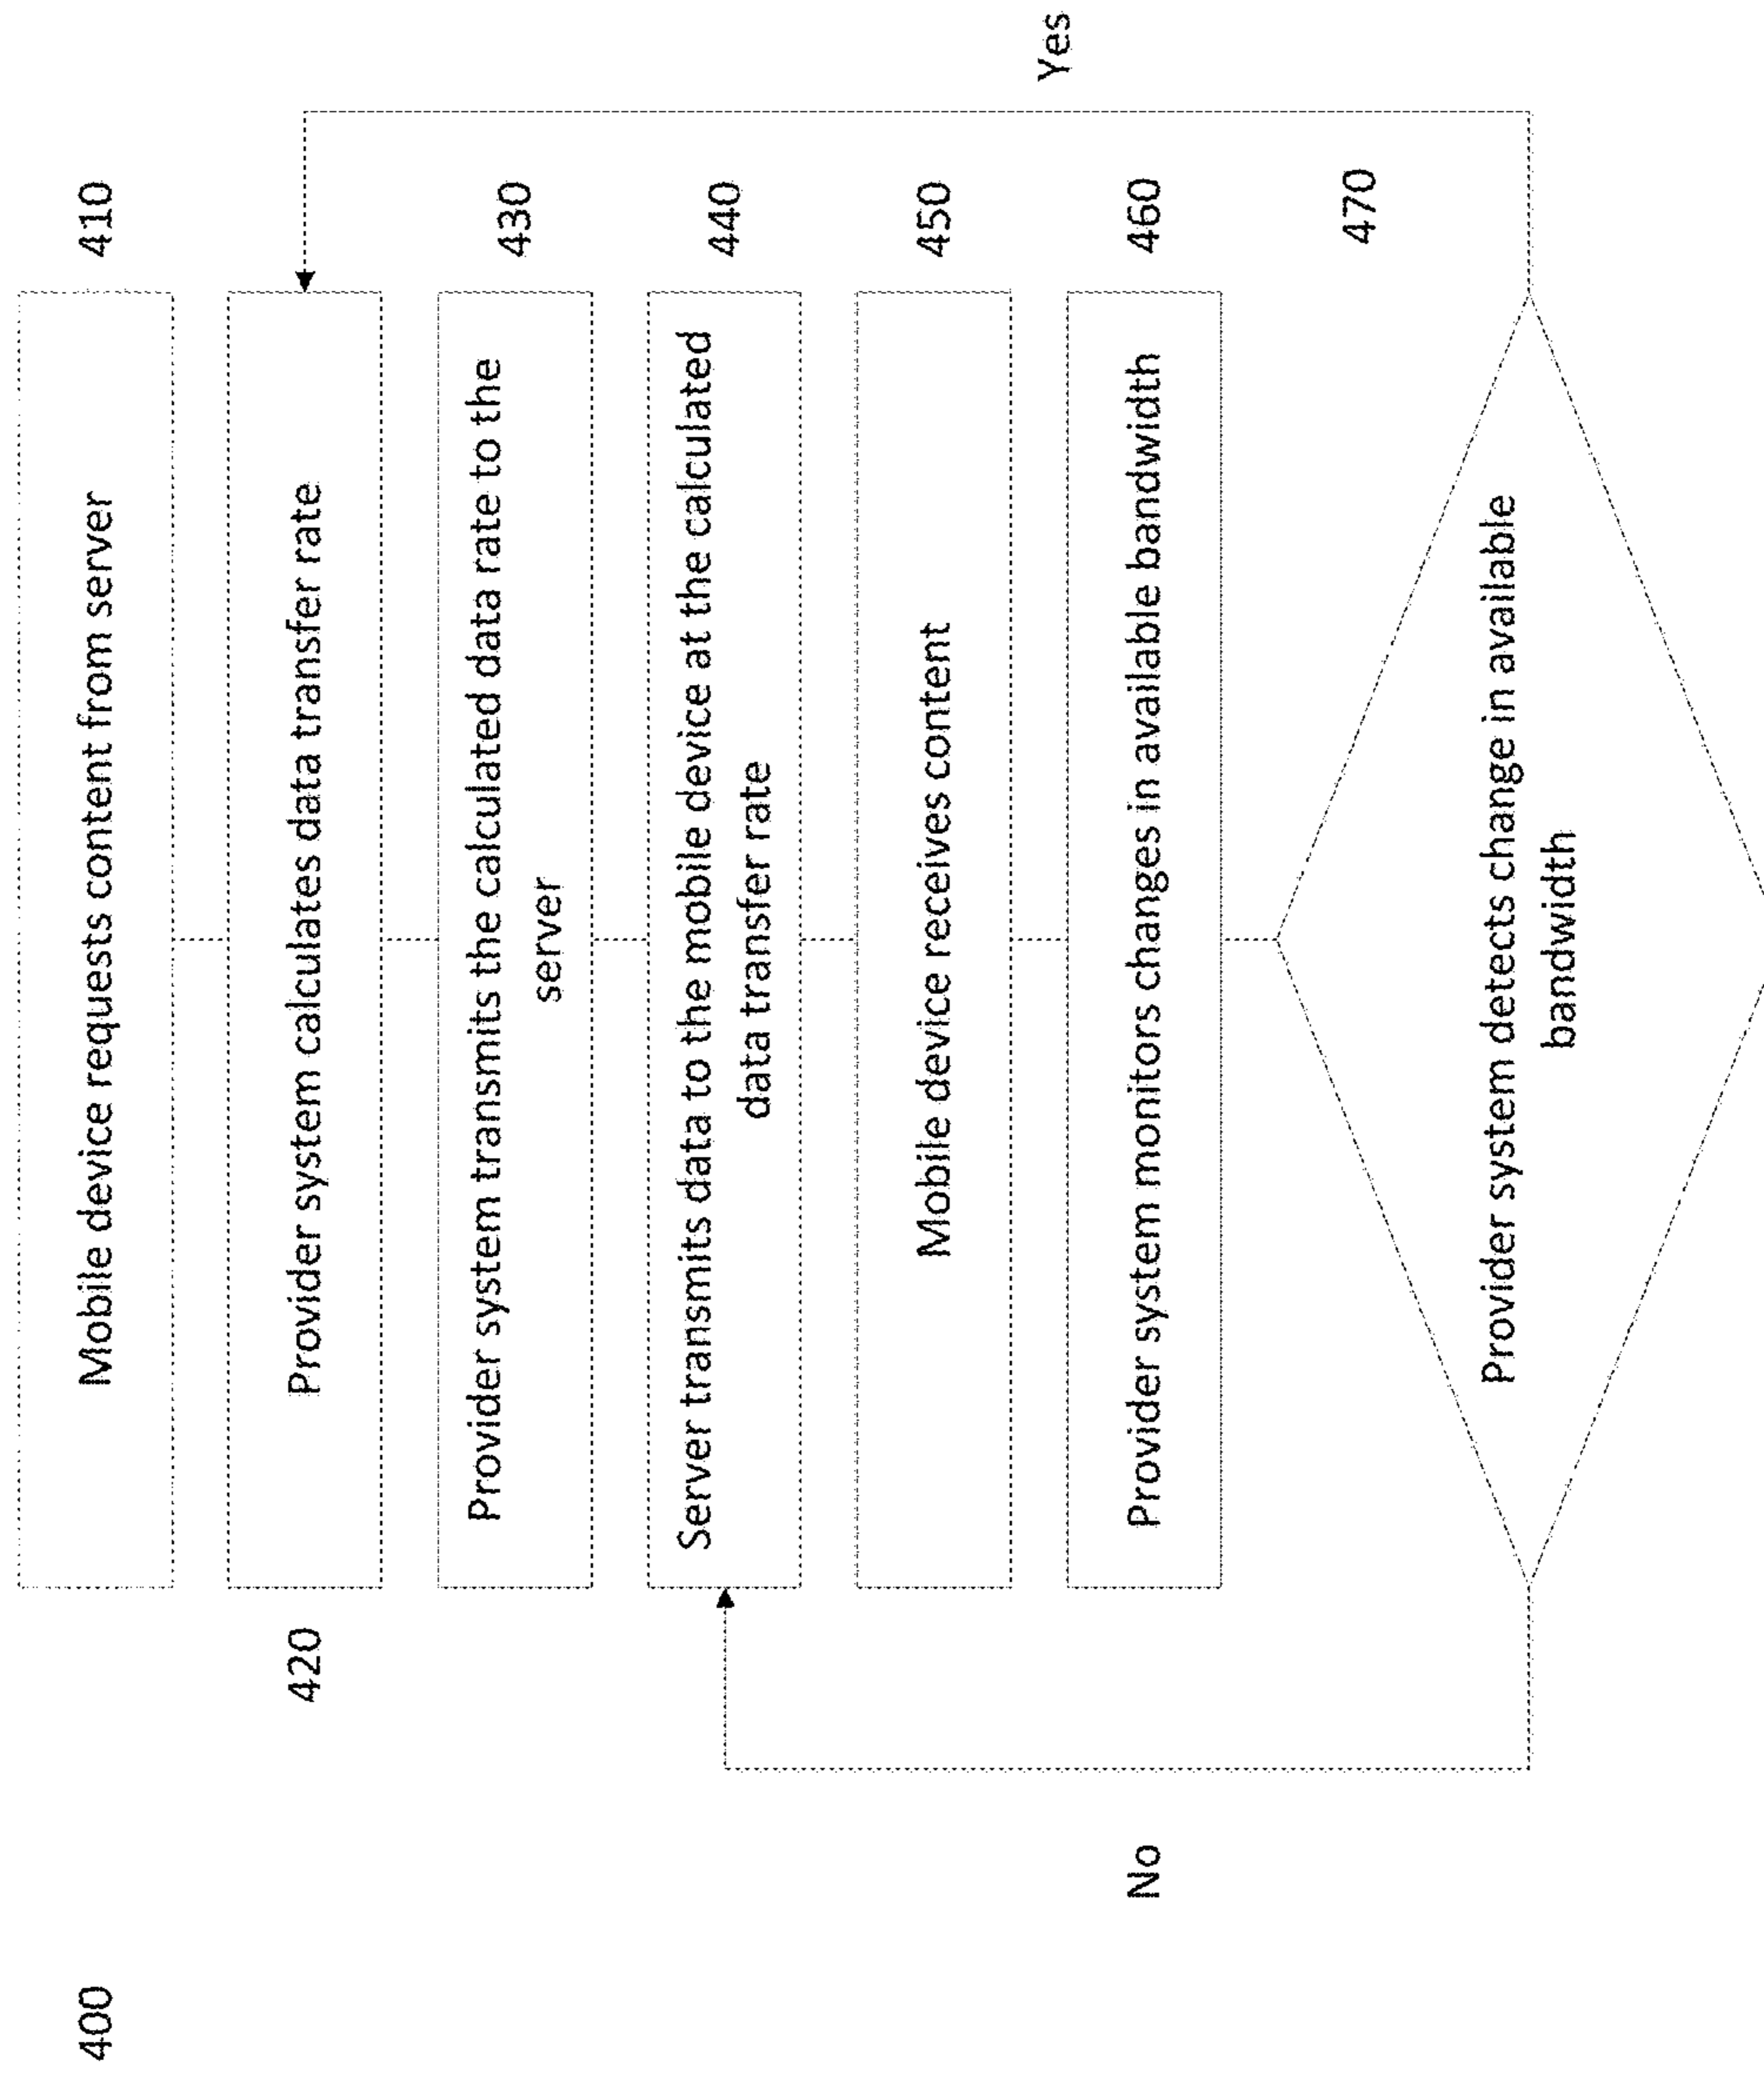 400
Mobile device requests content from server
410
420
Provider system calculates data transfer rate
Provider system transmits the calculated data rate to the
server
430
Server transmits data to the mobile device at the calculated
data transfer rate
440
Mobile device receives content
450
Provider system monitors changes in available bandwidth
460
470
Provider system detects change in available
bandwidth
No
Yes